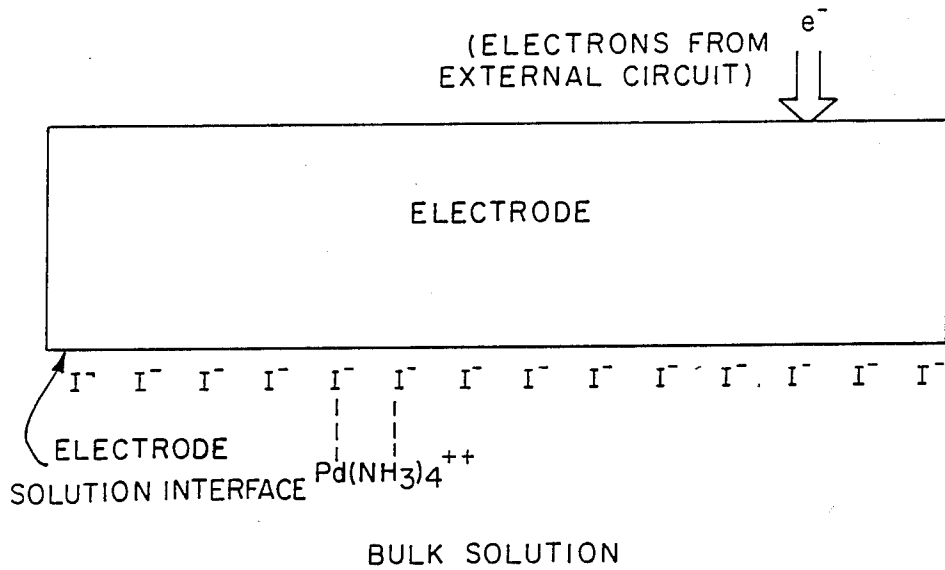 e⁻
(ELECTRONS FROM
EXTERNAL CIRCUIT)
ELECTRODE
I⁻ I⁻ I⁻ I⁻ I⁻ I⁻ I⁻ I⁻ I⁻ I⁻ I⁻ I⁻ I⁻ I⁻
ELECTRODE
SOLUTION INTERFACE
Pd(NH3)4⁺⁺
BULK SOLUTION